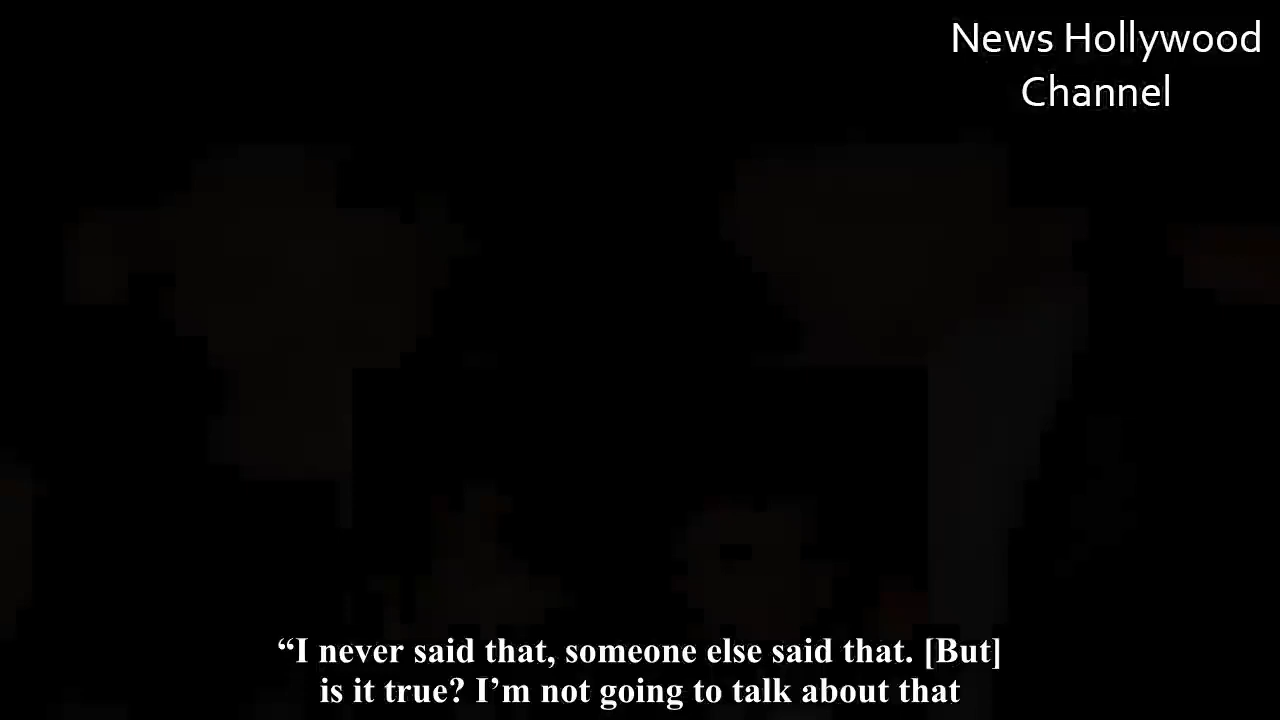 News Hollywood
Channel
“I never said that, someone else said that. [But]
is it true? I’m not going to talk about that